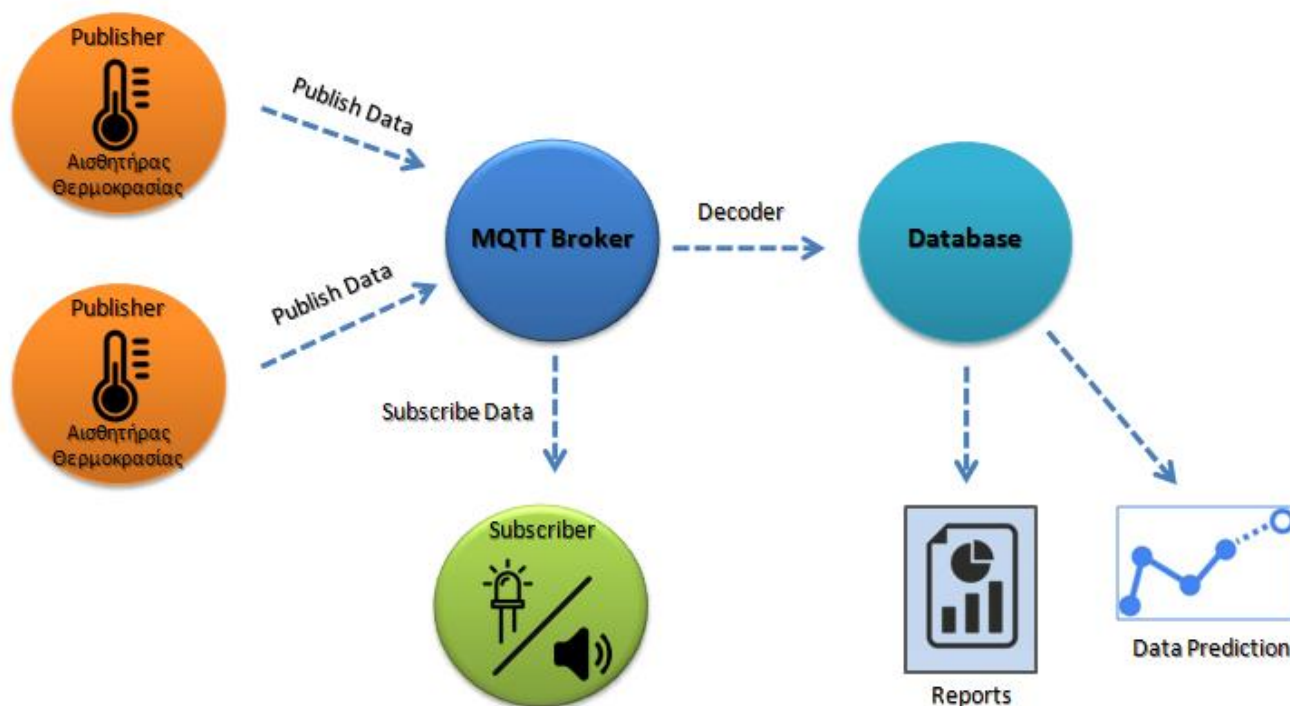 Publisher
Αισθητήρας
Θερμοκρασίας
Publish Data
Publisher
Αισθητήρας
Θερμοκρασίας
Publish Data
MQTT Broker
Decoder
Database
Subscribe Data
Subscriber
Reports
Data Prediction